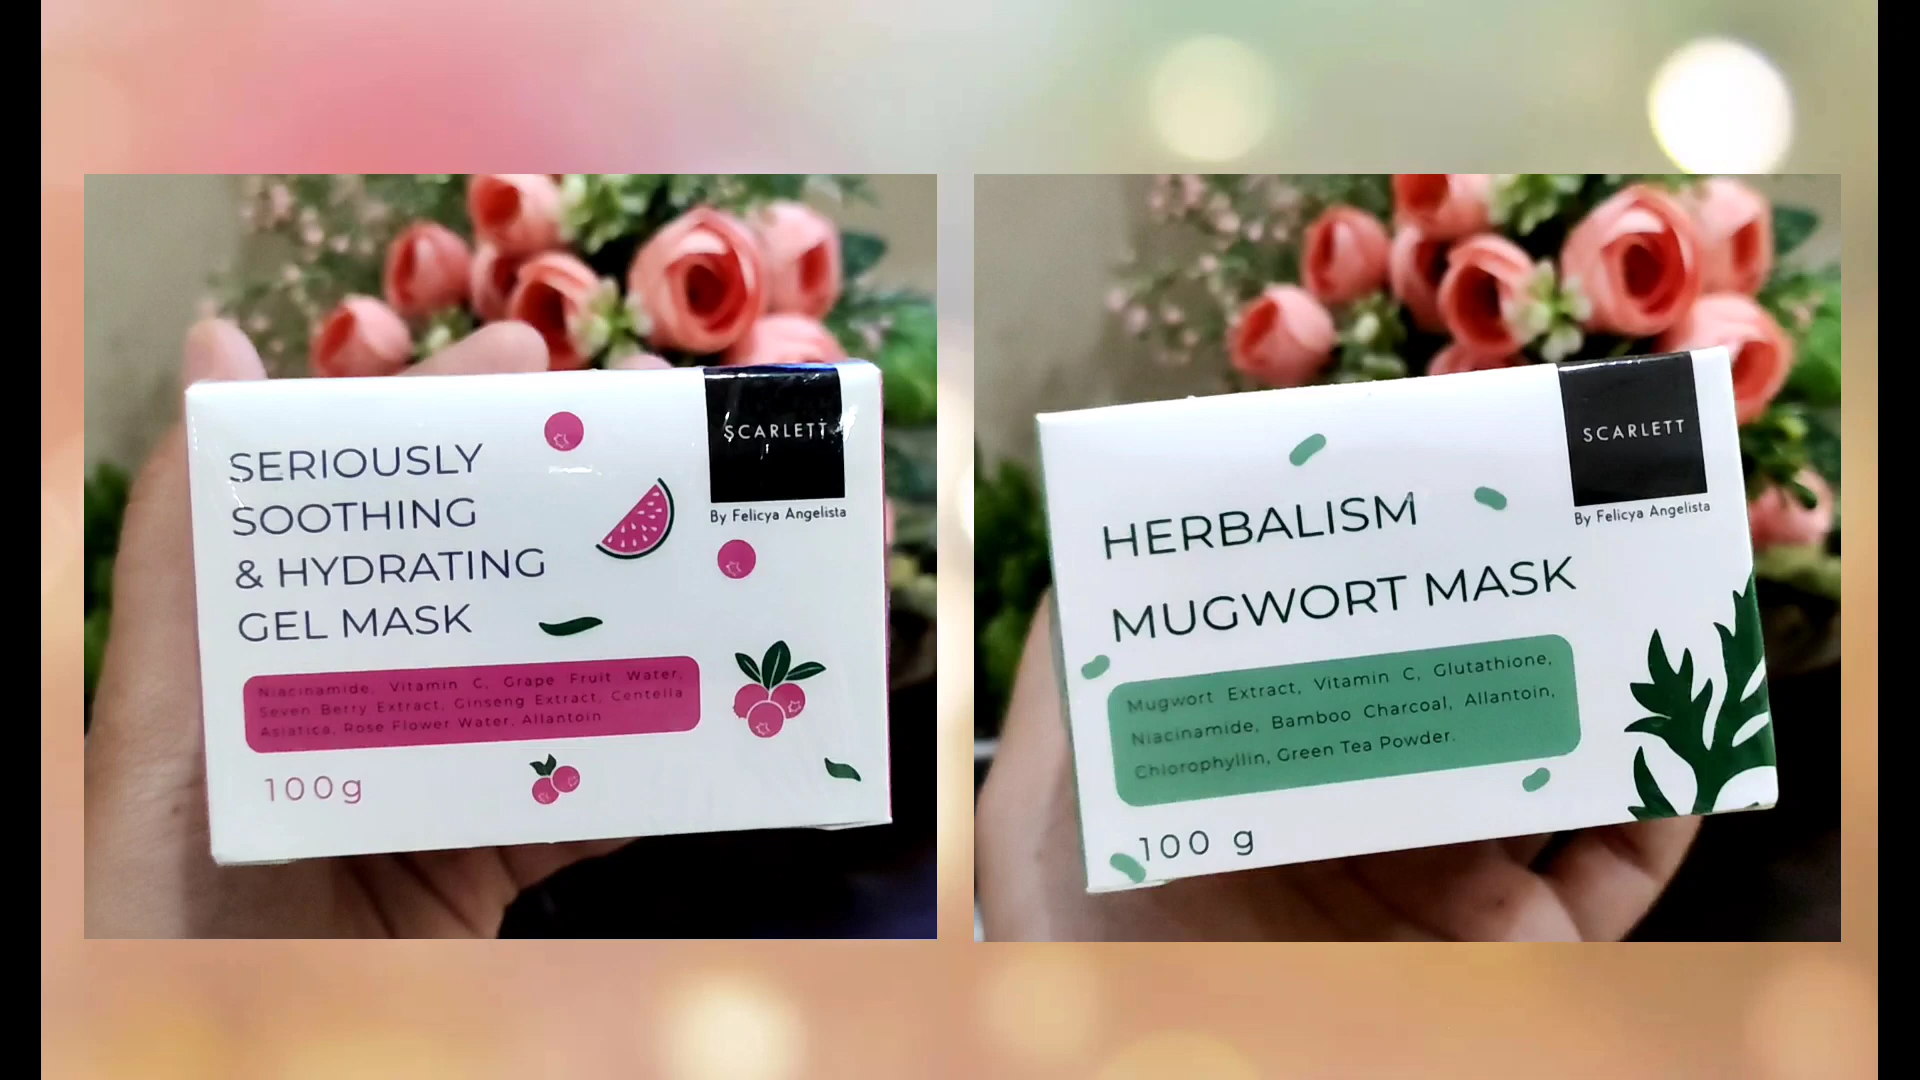 SERIOUSLY
SOOTHING
& HYDRATING
GEL MASK
Niacinamide, Vitamin C, Grape Fruit Water,
Seven Berry Extract, Ginseng Extract, Centella
Asiatica, Rose Flower Water, Allantoin
100g
SCARLETT
By Felicya Angelista
HERBALISM
MUGWORT MASK
Mugwort Extract, Vitamin C, Glutathione,
Niacinamide, Bamboo Charcoal, Allantoin,
Chlorophyllin, Green Tea Powder.
100 g
SCARLETT
By Felicya Angelista